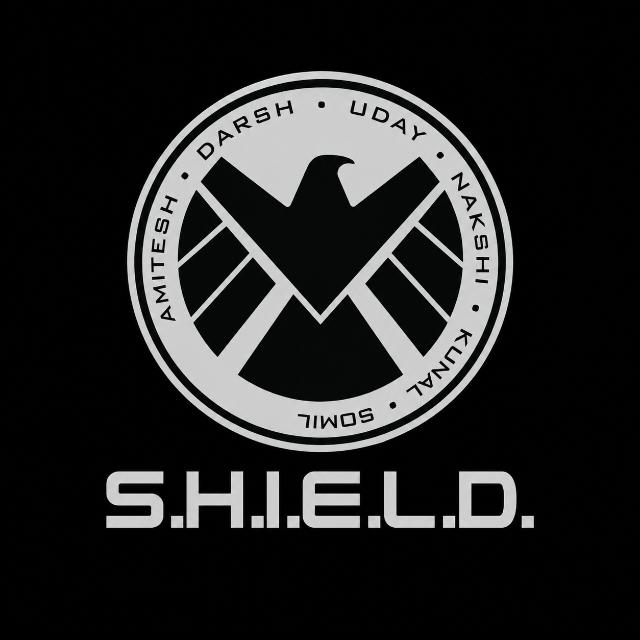 AMITESH • DARSH • UDAY • NAKSHI • KUNAL • SOMIL
S.H.I.E.L.D.